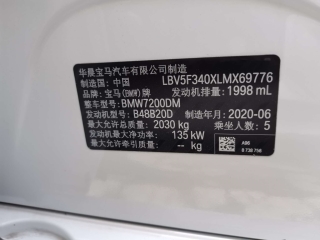 华晨宝马汽车有限公司制造
制造国：中国 LBV5F340XLMX69776
品牌：宝马(BMW)牌 发动机排量：1998 mL
整车型号：BMW7200DM
发动机型号：B48B20D 制造年月：2020-06
最大允许总质量：2030 kg 乘坐人数：5
发动机最大净功率：135 kW
最大允许牵引质量：-- kg